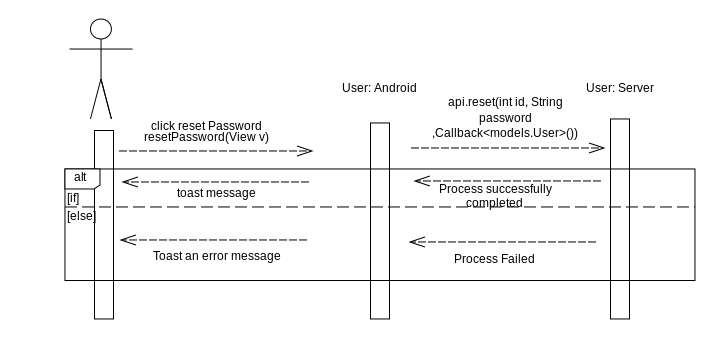 User: Android
User: Server
api.reset(int id, String
password
,Callback<models.User>())
click reset Password
resetPassword(View v)
alt
toast message
Process successfully
completed
[if]
[else]
Toast an error message
Process Failed